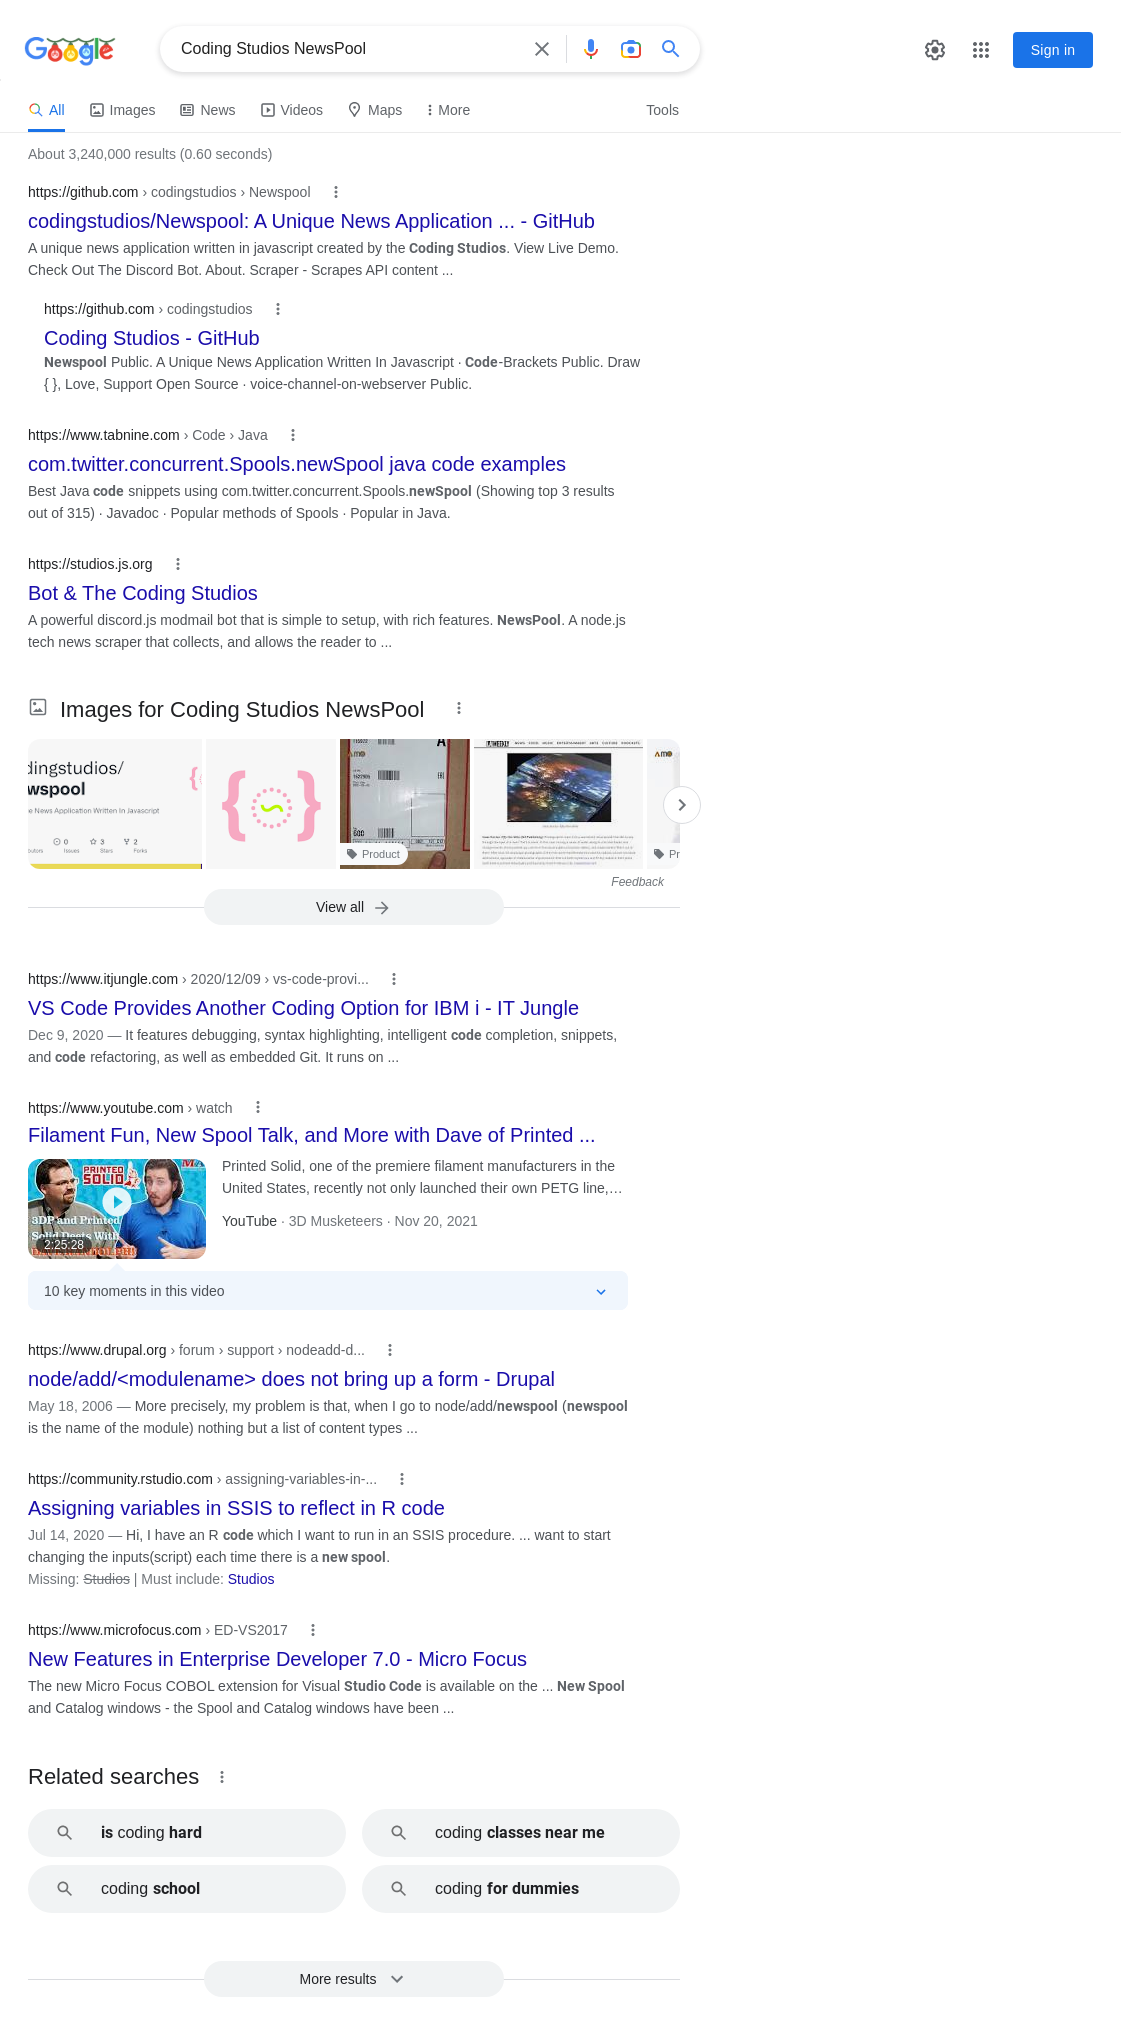 Google
Coding Studios NewsPool
Sign in
All Images News Videos Maps More Tools
About 3,240,000 results (0.60 seconds)
https://github.com › codingstudios › Newspool
codingstudios/Newspool: A Unique News Application ... - GitHub
A unique news application written in javascript created by the Coding Studios. View Live Demo.
Check Out The Discord Bot. About. Scraper - Scrapes API content ...
https://github.com › codingstudios
Coding Studios - GitHub
Newspool Public. A Unique News Application Written In Javascript · Code-Brackets Public. Draw
{ }, Love, Support Open Source · voice-channel-on-webserver Public.
https://www.tabnine.com › Code › Java
com.twitter.concurrent.Spools.newSpool java code examples
Best Java code snippets using com.twitter.concurrent.Spools.newSpool (Showing top 3 results
out of 315) · Javadoc · Popular methods of Spools · Popular in Java.
https://studios.js.org
Bot & The Coding Studios
A powerful discord.js modmail bot that is simple to setup, with rich features. NewsPool. A node.js
tech news scraper that collects, and allows the reader to ...
Images for Coding Studios NewsPool
dingstudios/
wspool
e News Application Written In Javascript
0 3 2
Issues Stars Forks
AMO
Product
WEEKLY
AMO
Pr
Feedback
View all
https://www.itjungle.com › 2020/12/09 › vs-code-provi...
VS Code Provides Another Coding Option for IBM i - IT Jungle
Dec 9, 2020 — It features debugging, syntax highlighting, intelligent code completion, snippets,
and code refactoring, as well as embedded Git. It runs on ...
https://www.youtube.com › watch
Filament Fun, New Spool Talk, and More with Dave of Printed ...
PRINTED
SOLID
3DP and Printed
Solid Deets With
2:25:28
Printed Solid, one of the premiere filament manufacturers in the
United States, recently not only launched their own PETG line,...
YouTube · 3D Musketeers · Nov 20, 2021
10 key moments in this video
https://www.drupal.org › forum › support › nodeadd-d...
node/add/<modulename> does not bring up a form - Drupal
May 18, 2006 — More precisely, my problem is that, when I go to node/add/newspool (newspool
is the name of the module) nothing but a list of content types ...
https://community.rstudio.com › assigning-variables-in-...
Assigning variables in SSIS to reflect in R code
Jul 14, 2020 — Hi, I have an R code which I want to run in an SSIS procedure. ... want to start
changing the inputs(script) each time there is a new spool.
Missing: Studios | Must include: Studios
https://www.microfocus.com › ED-VS2017
New Features in Enterprise Developer 7.0 - Micro Focus
The new Micro Focus COBOL extension for Visual Studio Code is available on the ... New Spool
and Catalog windows - the Spool and Catalog windows have been ...
Related searches
is coding hard
coding classes near me
coding school
coding for dummies
More results